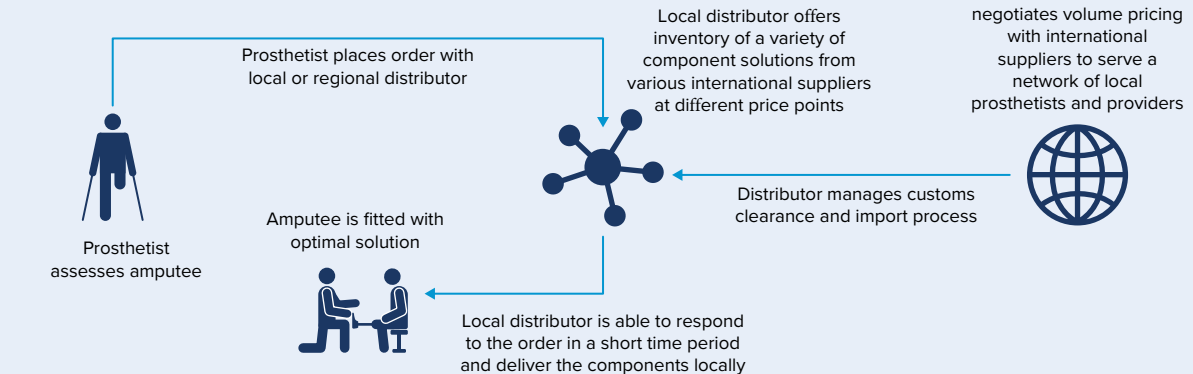 Prosthetist places order with
local or regional distributor
Local distributor offers
inventory of a variety of
component solutions from
various international suppliers
at different price points
negotiates volume pricing
with international
suppliers to serve a
network of local
prosthetists and providers
Distributor manages customs
clearance and import process
Prosthetist
assesses amputee
Amputee is fitted with
optimal solution
Local distributor is able to respond
to the order in a short time period
and deliver the components locally